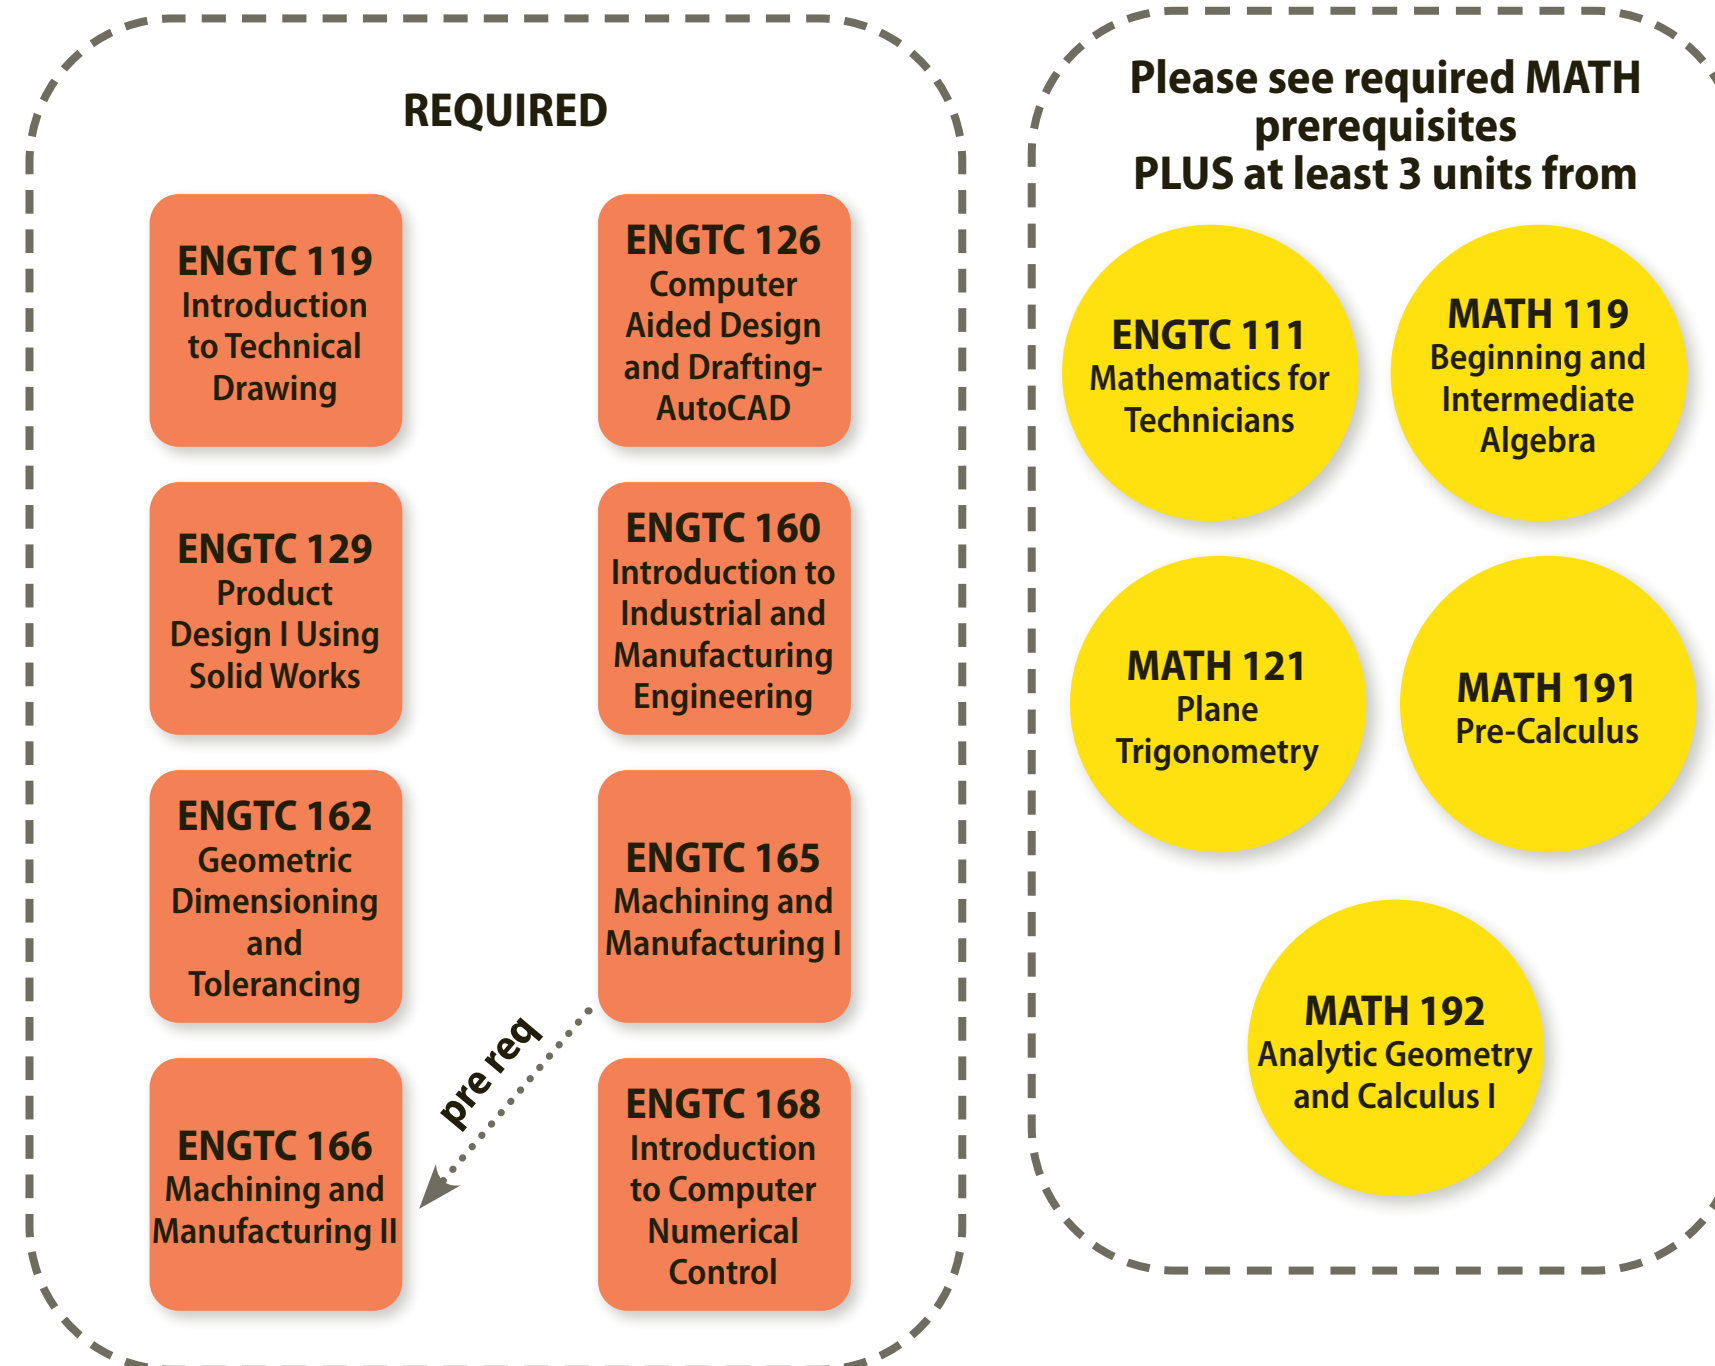 REQUIRED
ENGTC 119
Introduction
to Technical
Drawing
ENGTC 126
Computer
Aided Design
and Drafting-
AutoCAD
ENGTC 129
Product
Design I Using
Solid Works
ENGTC 160
Introduction to
Industrial and
Manufacturing
Engineering
ENGTC 162
Geometric
Dimensioning
and
Tolerancing
ENGTC 165
Machining and
Manufacturing I
pre req
ENGTC 166
Machining and
Manufacturing II
ENGTC 168
Introduction
to Computer
Numerical
Control
Please see required MATH
prerequisites
PLUS at least 3 units from
ENGTC 111
Mathematics for
Technicians
MATH 119
Beginning and
Intermediate
Algebra
MATH 121
Plane
Trigonometry
MATH 191
Pre-Calculus
MATH 192
Analytic Geometry
and Calculus I